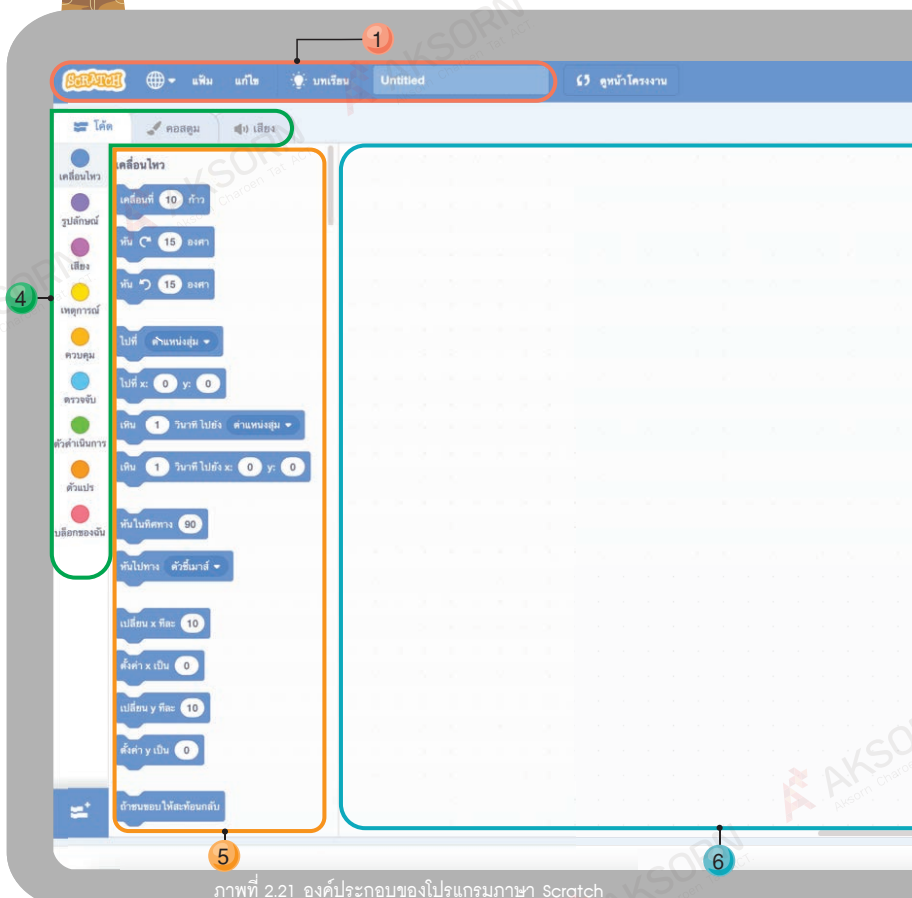 1
SCRATCH แฟ้ม แก้ไข บทเรียน Untitled ดูหน้าโครงงาน
โค้ด คอสตูม เสียง
เคลื่อนไหว
รูปลักษณ์
เสียง
เหตุการณ์
ควบคุม
ตรวจจับ
ตัวดำเนินการ
ตัวแปร
บล็อกของฉัน
4
เคลื่อนไหว
เคลื่อนที่ 10 ก้าว
หัน 15 องศา
หัน 15 องศา
ไปที่ ตำแหน่งสุ่ม
ไปที่ x: 0 y: 0
เหิน 1 วินาที ไปยัง ตำแหน่งสุ่ม
เหิน 1 วินาที ไปยัง x: 0 y: 0
หันในทิศทาง 90
หันไปทาง ตัวชี้เมาส์
เปลี่ยน x ทีละ 10
ตั้งค่า x เป็น 0
เปลี่ยน y ทีละ 10
ตั้งค่า y เป็น 0
ถ้าชนขอบให้สะท้อนกลับ
5
6
ภาพที่ 2.21 องค์ประกอบของโปรแกรมภาษา Scratch
AKSORN
Aksorn Charoen Tat ACT